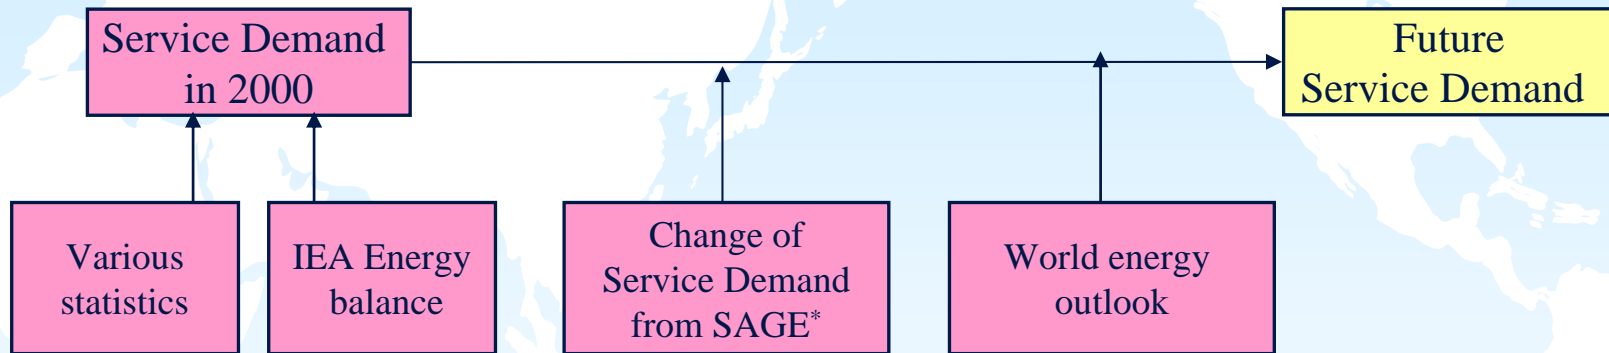 Service Demand
in 2000
Future
Service Demand
Various
statistics
IEA Energy
balance
Change of
Service Demand
from SAGE*
World energy
outlook